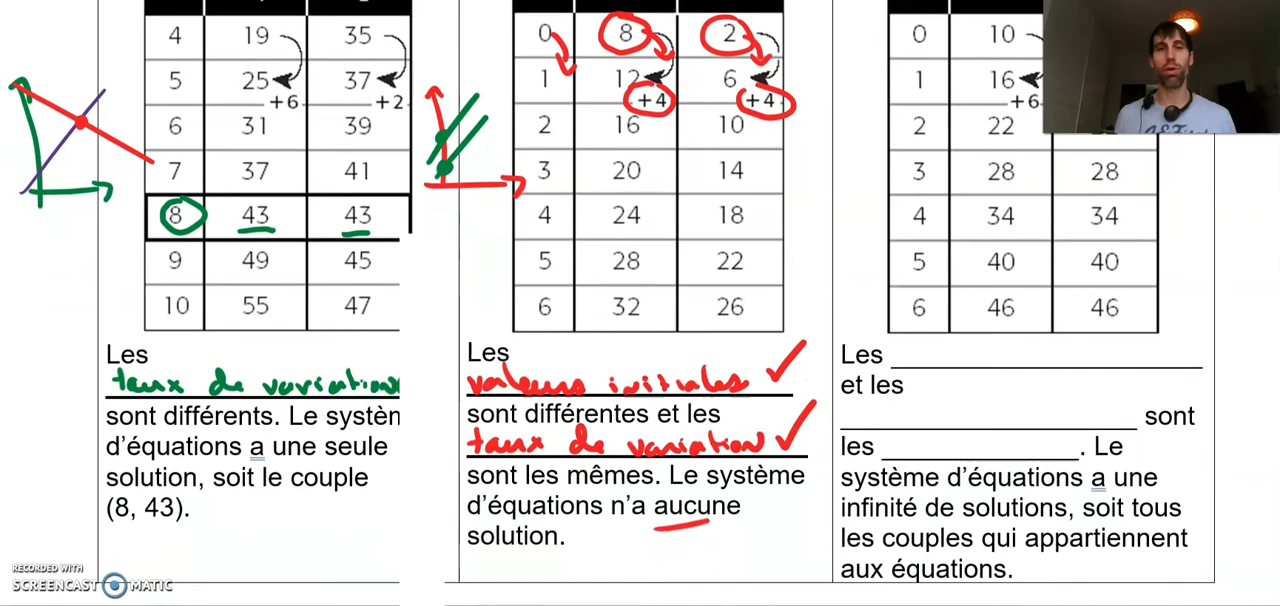 4 19 35
5 25 37
+6 +2
6 31 39
7 37 41
8 43 43
9 49 45
10 55 47
Les
taux de variation
sont différents. Le systèn
d'équations a une seule
solution, soit le couple
(8, 43).
0 8 2
1 12 6
+4 +4
2 16 10
3 20 14
4 24 18
5 28 22
6 32 26
Les
valeurs initiales
sont différentes et les
taux de variation
sont les mêmes. Le système
d'équations n'a aucune
solution.
0 10
1 16
+6
2 22
3 28 28
4 34 34
5 40 40
6 46 46
Les
et les
sont
les . Le
système d'équations a une
infinité de solutions, soit tous
les couples qui appartiennent
aux équations.
RECORDED WITH
SCREENCAST MATIC